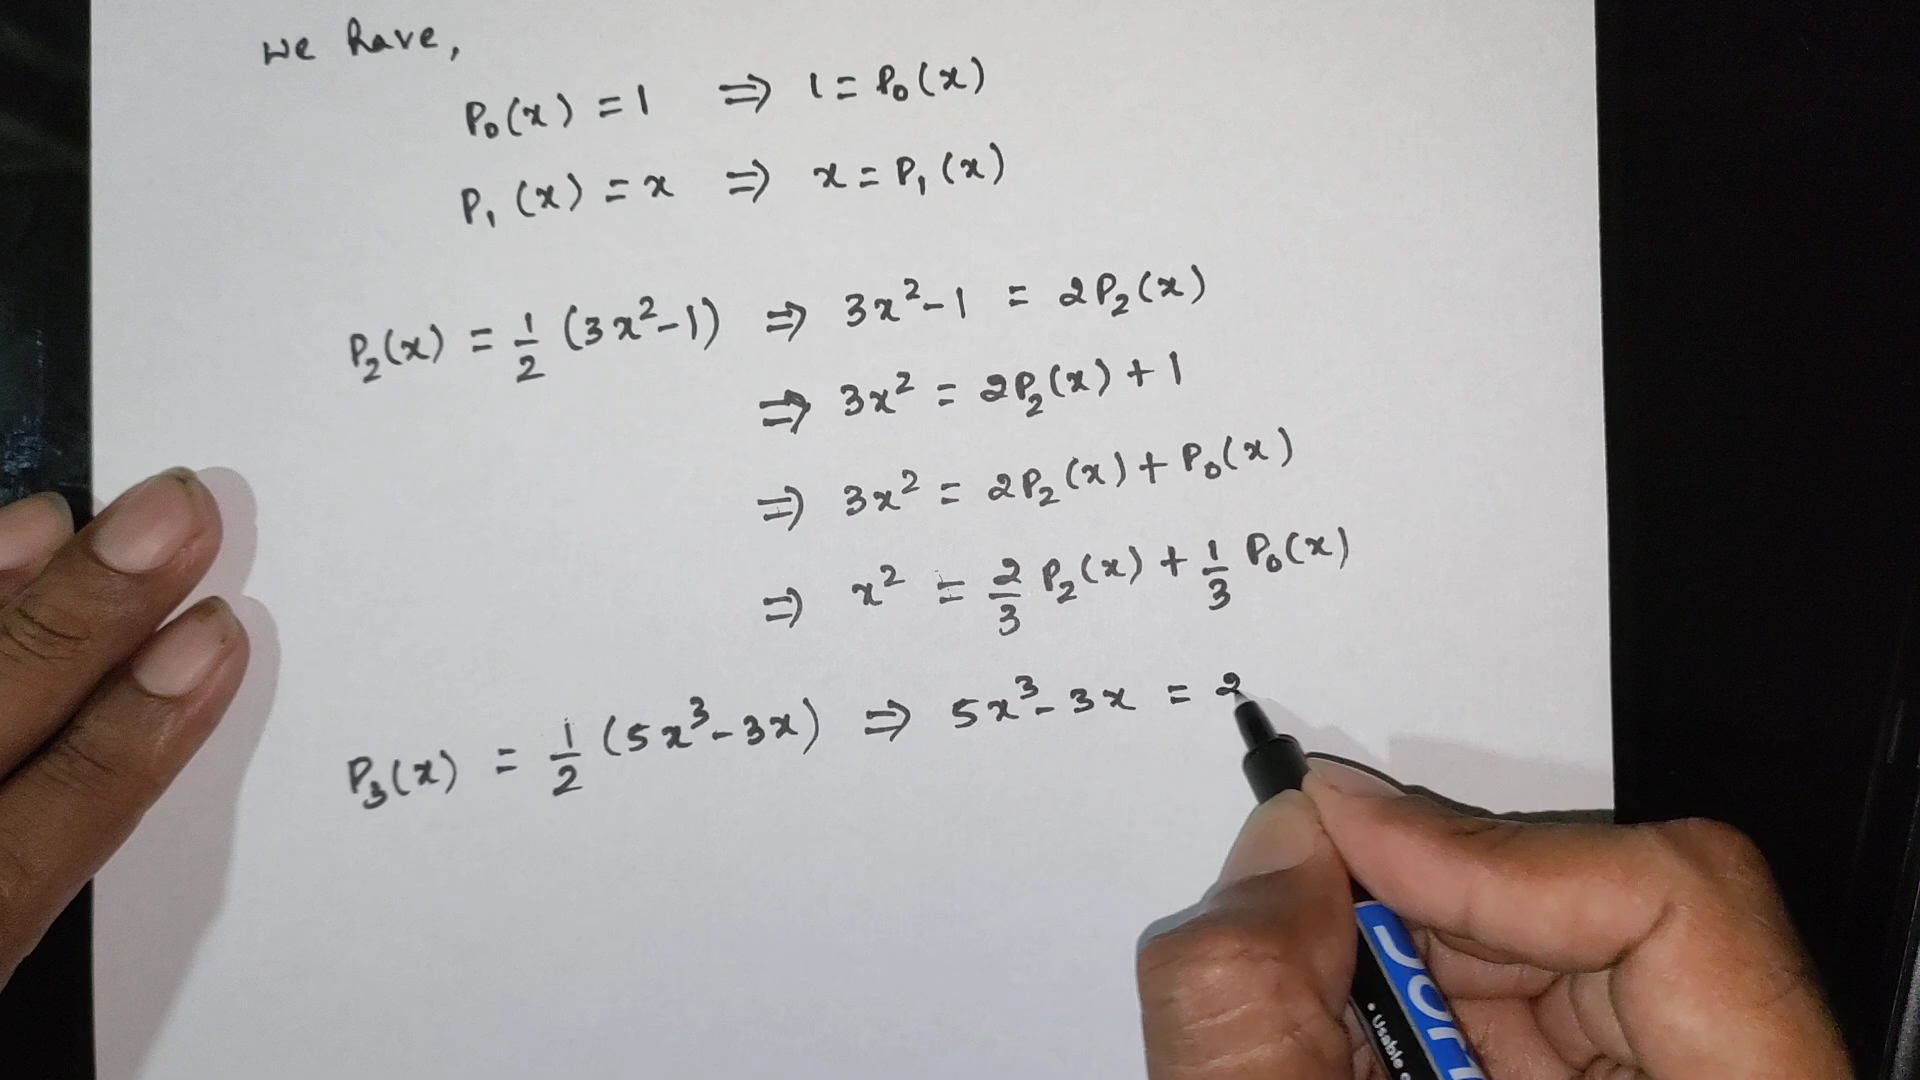 We have,
P₀(x) = 1 ⇒ 1 = P₀(x)
P₁(x) = x ⇒ x = P₁(x)
P₂(x) = 1/2 (3x²-1) ⇒ 3x²-1 = 2P₂(x)
⇒ 3x² = 2P₂(x) + 1
⇒ 3x² = 2P₂(x) + P₀(x)
⇒ x² = 2/3 P₂(x) + 1/3 P₀(x)
P₃(x) = 1/2 (5x³-3x) ⇒ 5x³-3x = 2
• Usable